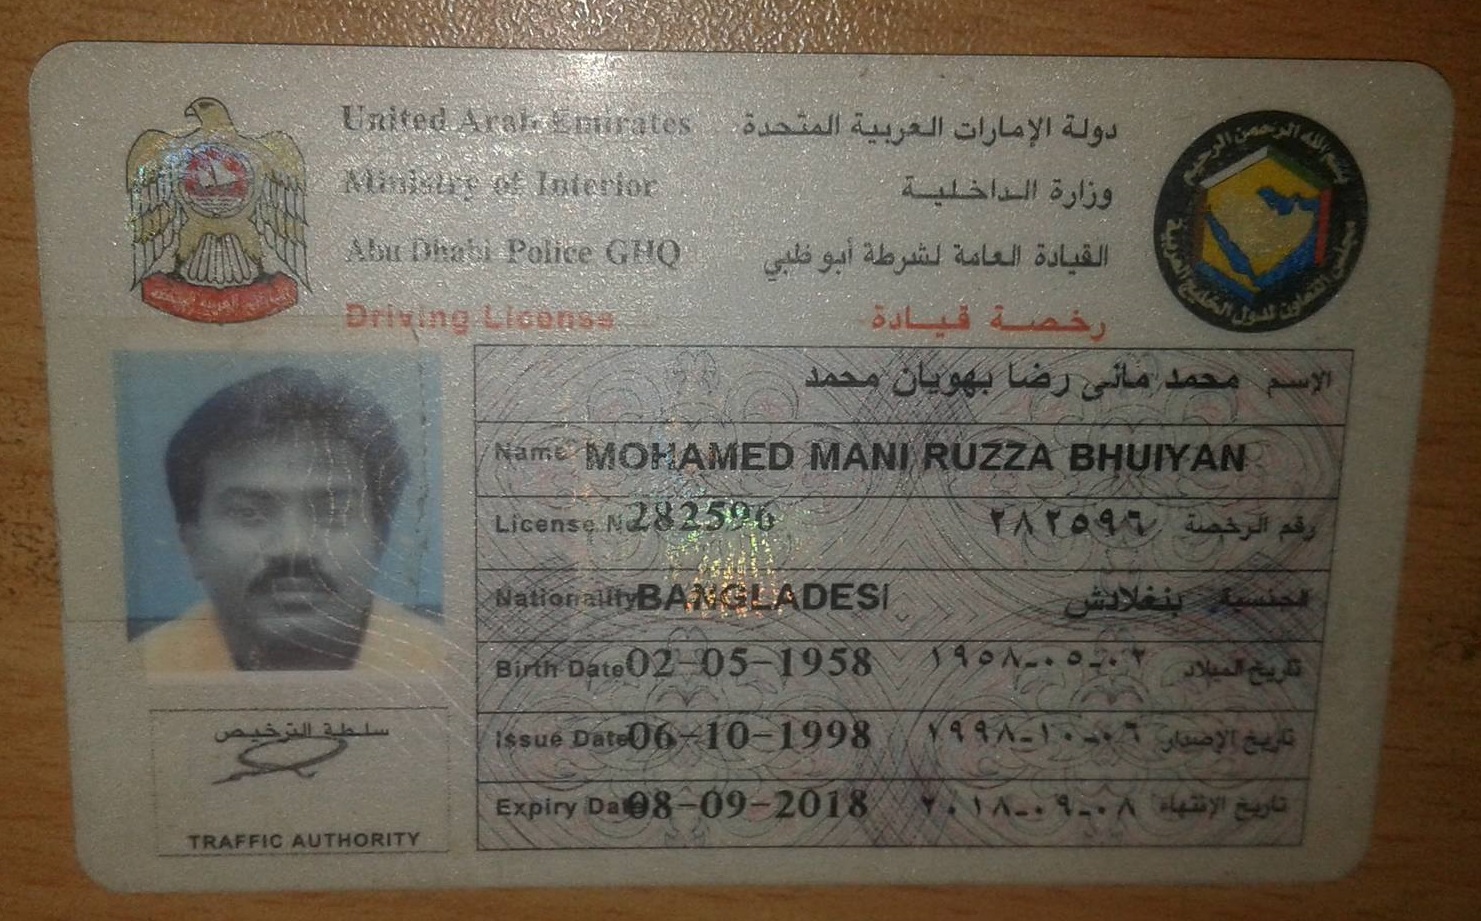 United Arab Emirates دولة الإمارات العربية المتحدة
Ministry of Interior وزارة الداخلية
Abu Dhabi Police GHQ القيادة العامة لشرطة أبوظبي
Driving License رخصة قيادة
بسم الله الرحمن الرحيم
مجلس التعاون لدول الخليج العربية
الإسم محمد مانى رضا بهويان محمد
Name MOHAMED MANI RUZZA BHUIYAN
License No 282596 ٢٨٢٥٩٦ رقم الرخصة
Nationality BANGLADESI بنغلادش الجنسية
Birth Date 02-05-1958 ١٩٥٨-٠٥-٠٢ تاريخ الميلاد
Issue Date 06-10-1998 ١٩٩٨-١٠-٠٦ تاريخ الإصدار
Expiry Date 08-09-2018 ٢٠١٨-٠٩-٠٨ تاريخ الإنتهاء
سلطة الترخيص
TRAFFIC AUTHORITY